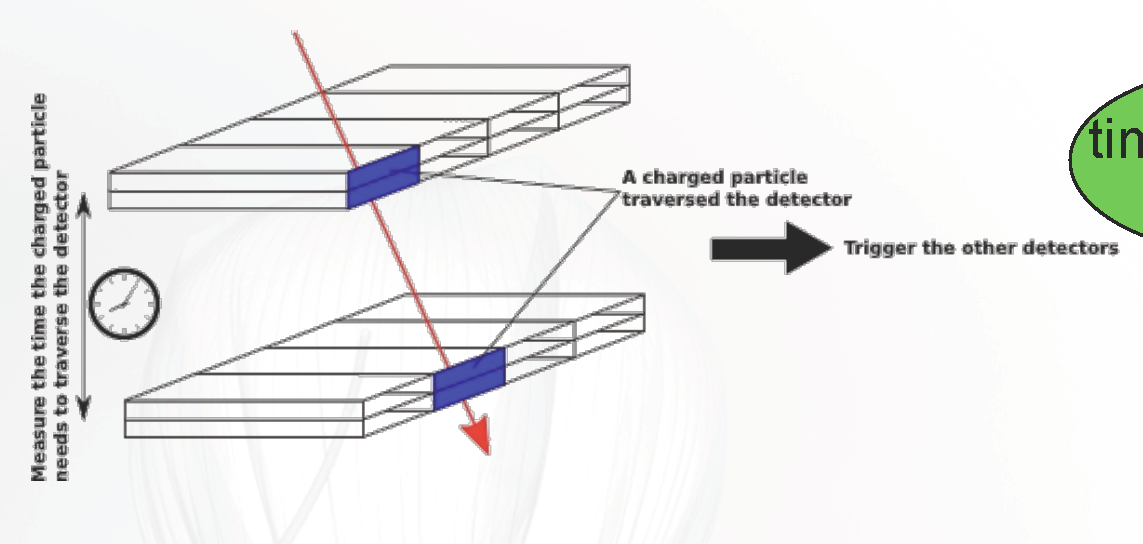 Measure the time the charged particle
needs to traverse the detector
A charged particle
traversed the detector
Trigger the other detectors